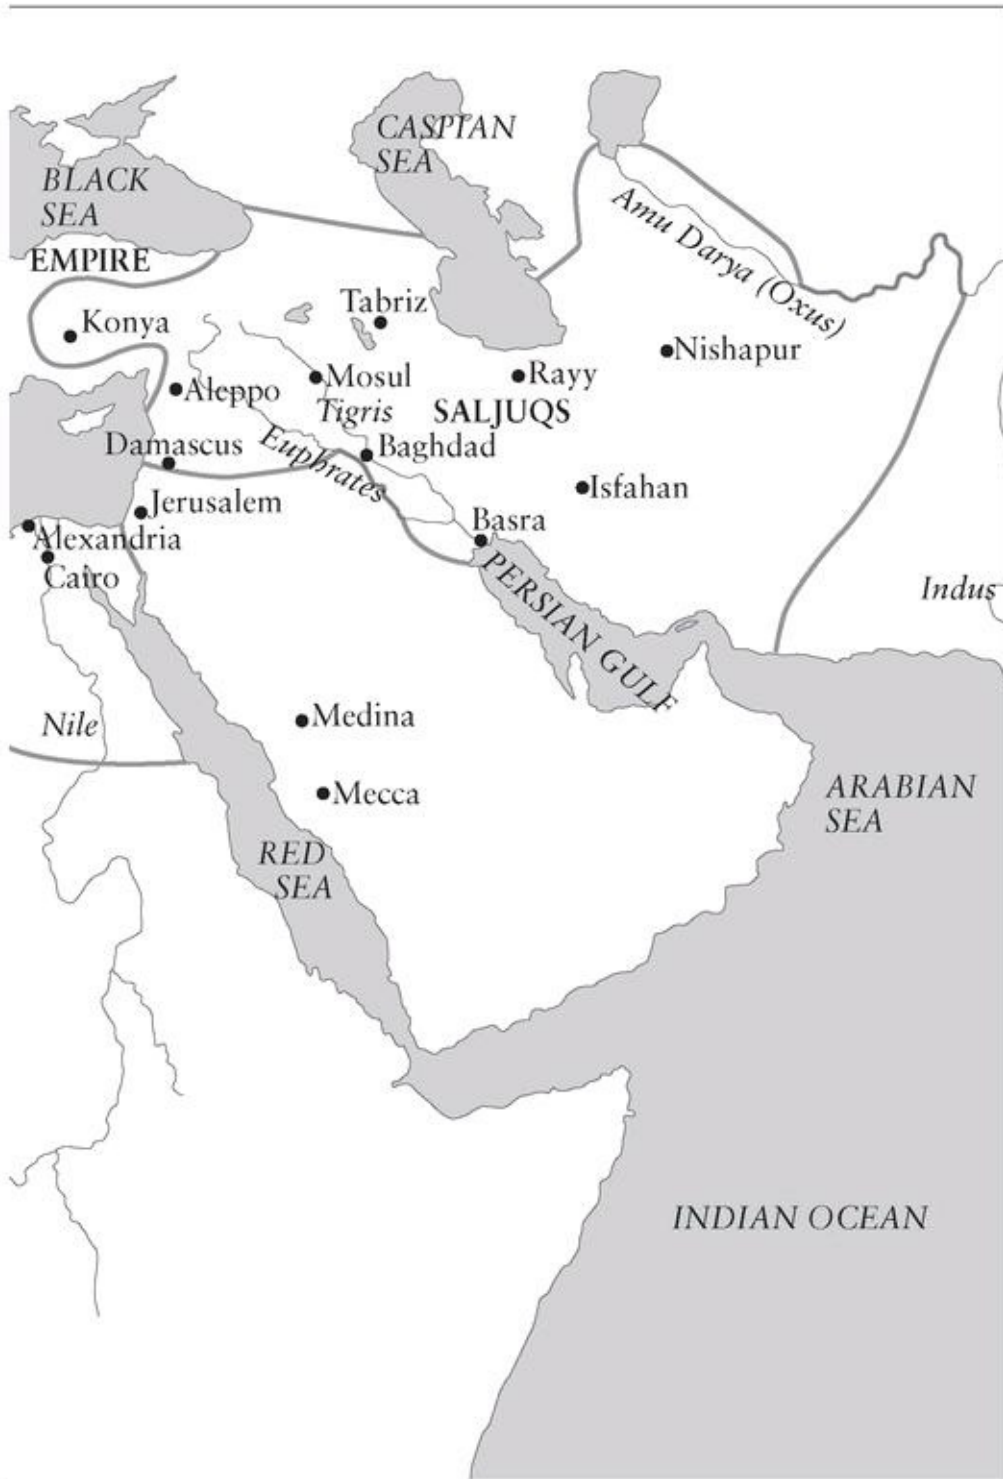 CASPIAN
SEA
BLACK
SEA
EMPIRE
Amu Darya (Oxus)
Tabriz
Konya
Nishapur
Aleppo
Mosul
Rayy
Tigris
SALJUQS
Damascus
Euphrates
Baghdad
Isfahan
Jerusalem
Basra
Alexandria
Cairo
PERSIAN GULF
Indus
Medina
Nile
Mecca
ARABIAN
SEA
RED
SEA
INDIAN OCEAN